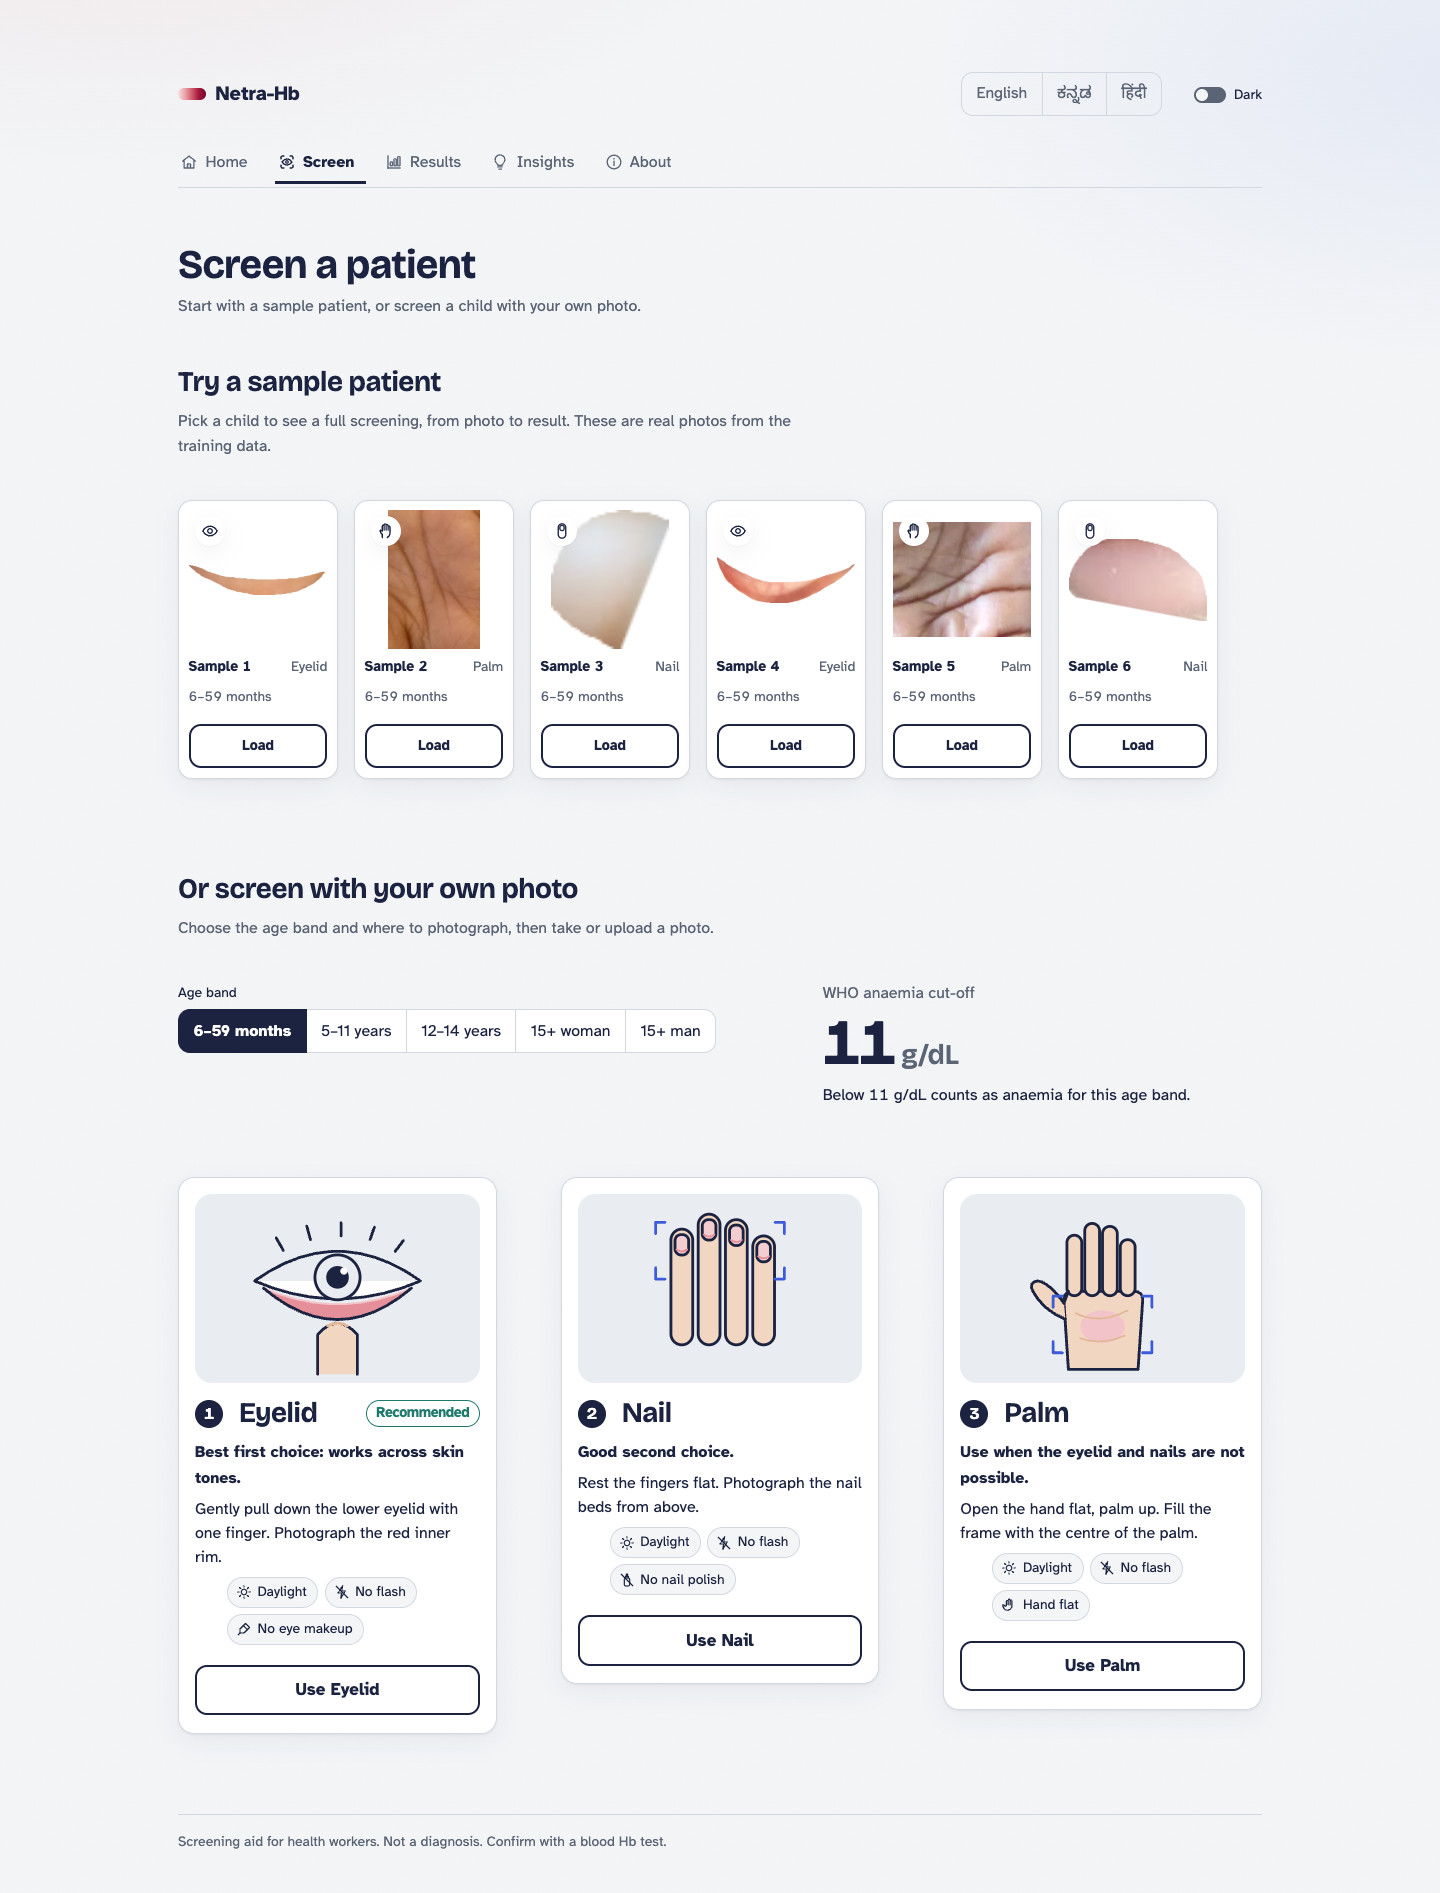 Netra-Hb
English ಕನ್ನಡ हिंदी Dark
Home Screen Results Insights About
Screen a patient
Start with a sample patient, or screen a child with your own photo.
Try a sample patient
Pick a child to see a full screening, from photo to result. These are real photos from the
training data.
Sample 1 Eyelid
6–59 months
Load
Sample 2 Palm
6–59 months
Load
Sample 3 Nail
6–59 months
Load
Sample 4 Eyelid
6–59 months
Load
Sample 5 Palm
6–59 months
Load
Sample 6 Nail
6–59 months
Load
Or screen with your own photo
Choose the age band and where to photograph, then take or upload a photo.
Age band
6–59 months 5–11 years 12–14 years 15+ woman 15+ man
WHO anaemia cut-off
11 g/dL
Below 11 g/dL counts as anaemia for this age band.
1 Eyelid Recommended
Best first choice: works across skin
tones.
Gently pull down the lower eyelid with
one finger. Photograph the red inner
rim.
Daylight No flash
No eye makeup
Use Eyelid
2 Nail
Good second choice.
Rest the fingers flat. Photograph the nail
beds from above.
Daylight No flash
No nail polish
Use Nail
3 Palm
Use when the eyelid and nails are not
possible.
Open the hand flat, palm up. Fill the
frame with the centre of the palm.
Daylight No flash
Hand flat
Use Palm
Screening aid for health workers. Not a diagnosis. Confirm with a blood Hb test.